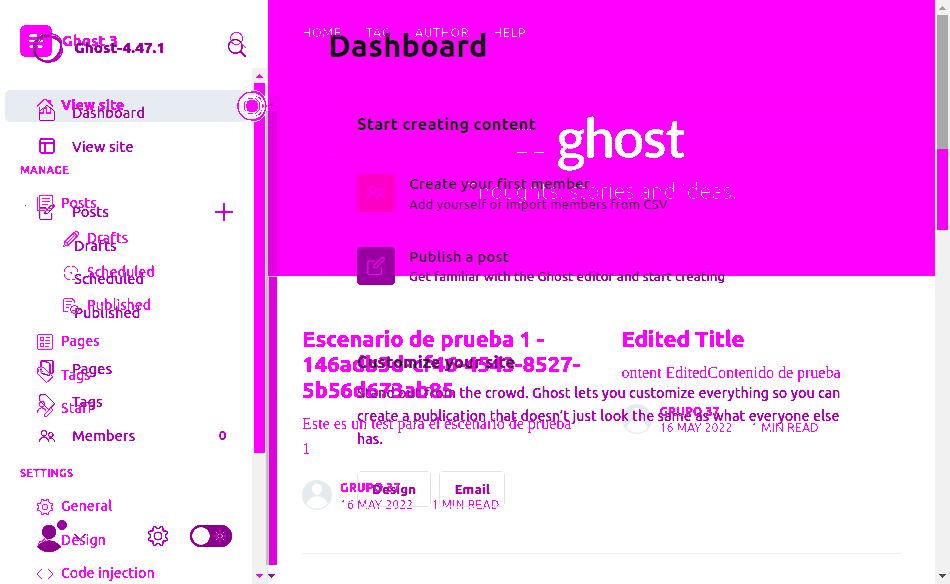 Ghost 3
Ghost-4.47.1
View site
Dashboard
View site
MANAGE
Posts
Posts
Drafts
Drafts
Scheduled
Scheduled
Published
Published
Pages
Pages
Tags
Tags
Staff
Members 0
SETTINGS
General
Design
Code injection
HOME TAG AUTHOR HELP
Dashboard
Start creating content
ghost
Create your first member
Thoughts, stories and ideas.
Add yourself or import members from CSV
Publish a post
Get familiar with the Ghost editor and start creating
Escenario de prueba 1 -
8527-
5b56d673ab85
Este es un test para el escenario de prueba
1
GRUPO 37
16 MAY 2022 1 MIN READ
Edited Title
ontent EditedContenido de prueba
GRUPO 37
16 MAY 2022 1 MIN READ
Customize your site
Stand out from the crowd. Ghost lets you customize everything so you can
create a publication that doesn't just look the same as what everyone else
has.
Design Email